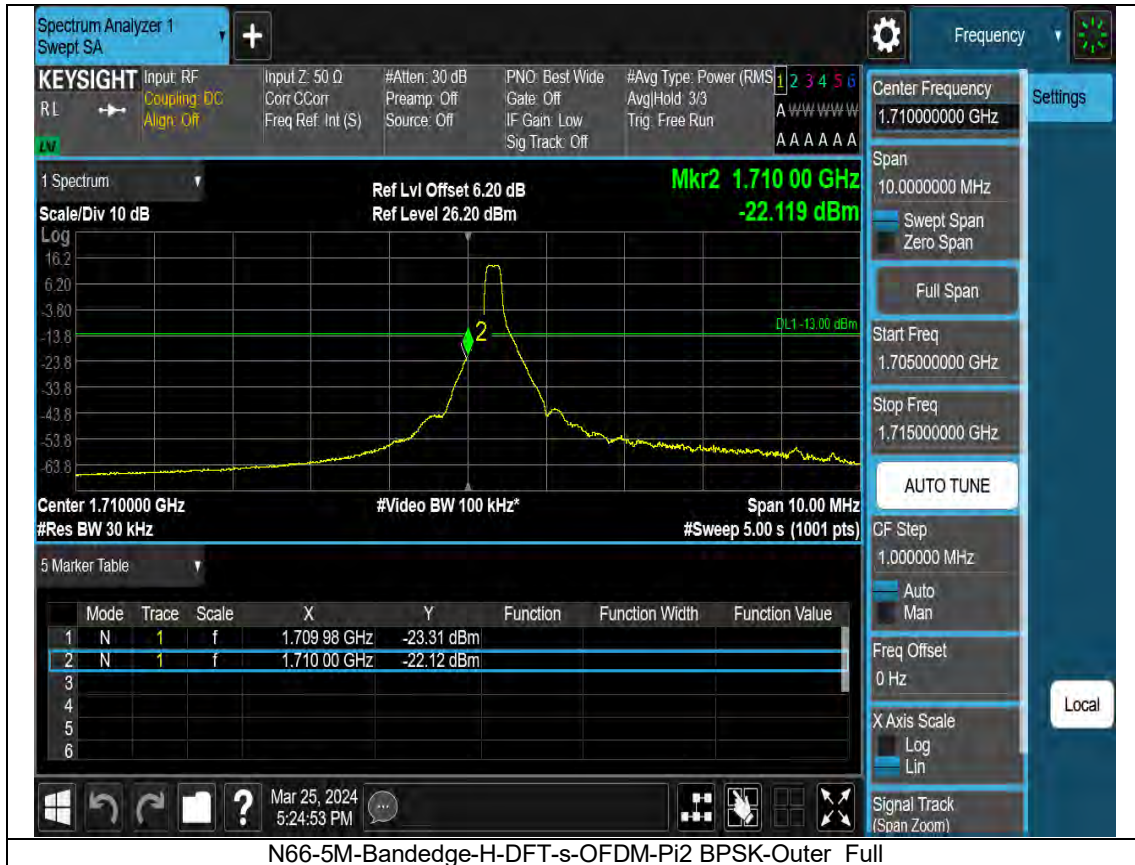 Spectrum Analyzer 1
Swept SA
+
Frequency
KEYSIGHT
RL
LXI
Input: RF
Coupling: DC
Align: Off
Input Z: 50 Ω
Corr CCorr
Freq Ref: Int (S)
#Atten: 30 dB
Preamp: Off
Source: Off
PNO: Best Wide
Gate: Off
IF Gain: Low
Sig Track: Off
#Avg Type: Power (RMS
Avg|Hold: 3/3
Trig: Free Run
1 2 3 4 5 6
A W W W W W
A A A A A A
1 Spectrum
Scale/Div 10 dB
Ref Lvl Offset 6.20 dB
Ref Level 26.20 dBm
Mkr2 1.710 00 GHz
-22.119 dBm
Log
16.2
6.20
-3.80
-13.8
-23.8
-33.8
-43.8
-53.8
-63.8
2
DL1 -13.00 dBm
Center 1.710000 GHz
#Video BW 100 kHz*
Span 10.00 MHz
#Res BW 30 kHz
#Sweep 5.00 s (1001 pts)
5 Marker Table
Mode Trace Scale X Y Function Function Width Function Value
1 N 1 f 1.709 98 GHz -23.31 dBm
2 N 1 f 1.710 00 GHz -22.12 dBm
3
4
5
6
Mar 25, 2024
5:24:53 PM
?
Center Frequency
1.710000000 GHz
Settings
Span
10.0000000 MHz
Swept Span
Zero Span
Full Span
Start Freq
1.705000000 GHz
Stop Freq
1.715000000 GHz
AUTO TUNE
CF Step
1.000000 MHz
Auto
Man
Freq Offset
0 Hz
X Axis Scale
Log
Lin
Local
Signal Track
(Span Zoom)
N66-5M-Bandedge-H-DFT-s-OFDM-Pi2 BPSK-Outer_Full